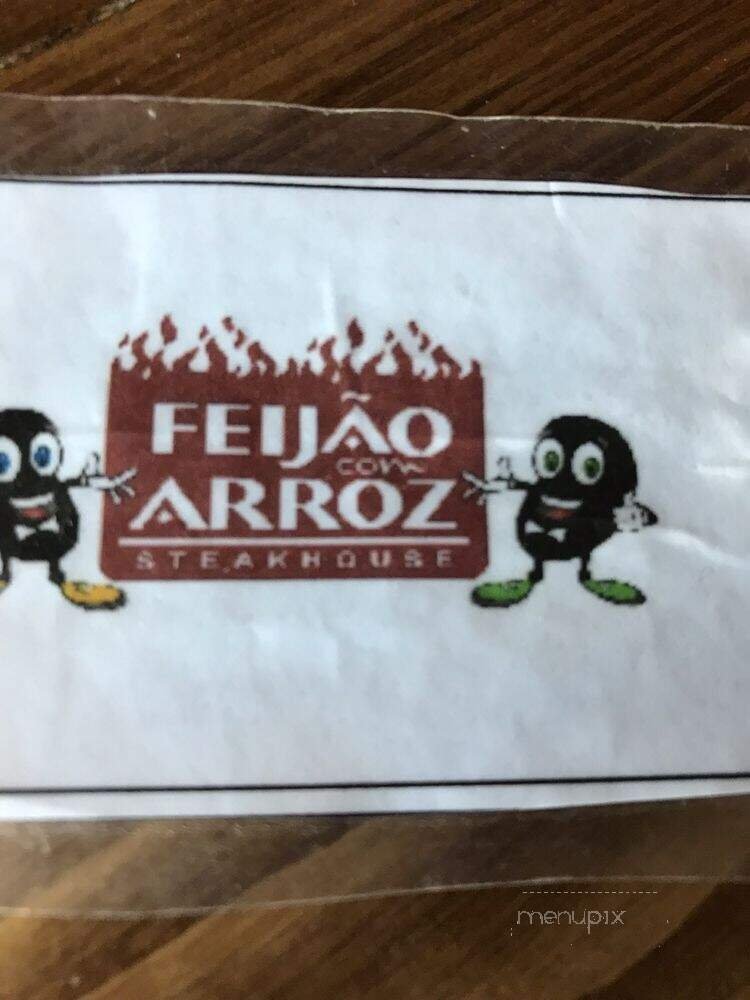 FEIJÃO
com
ARROZ
STEAKHOUSE
menupix